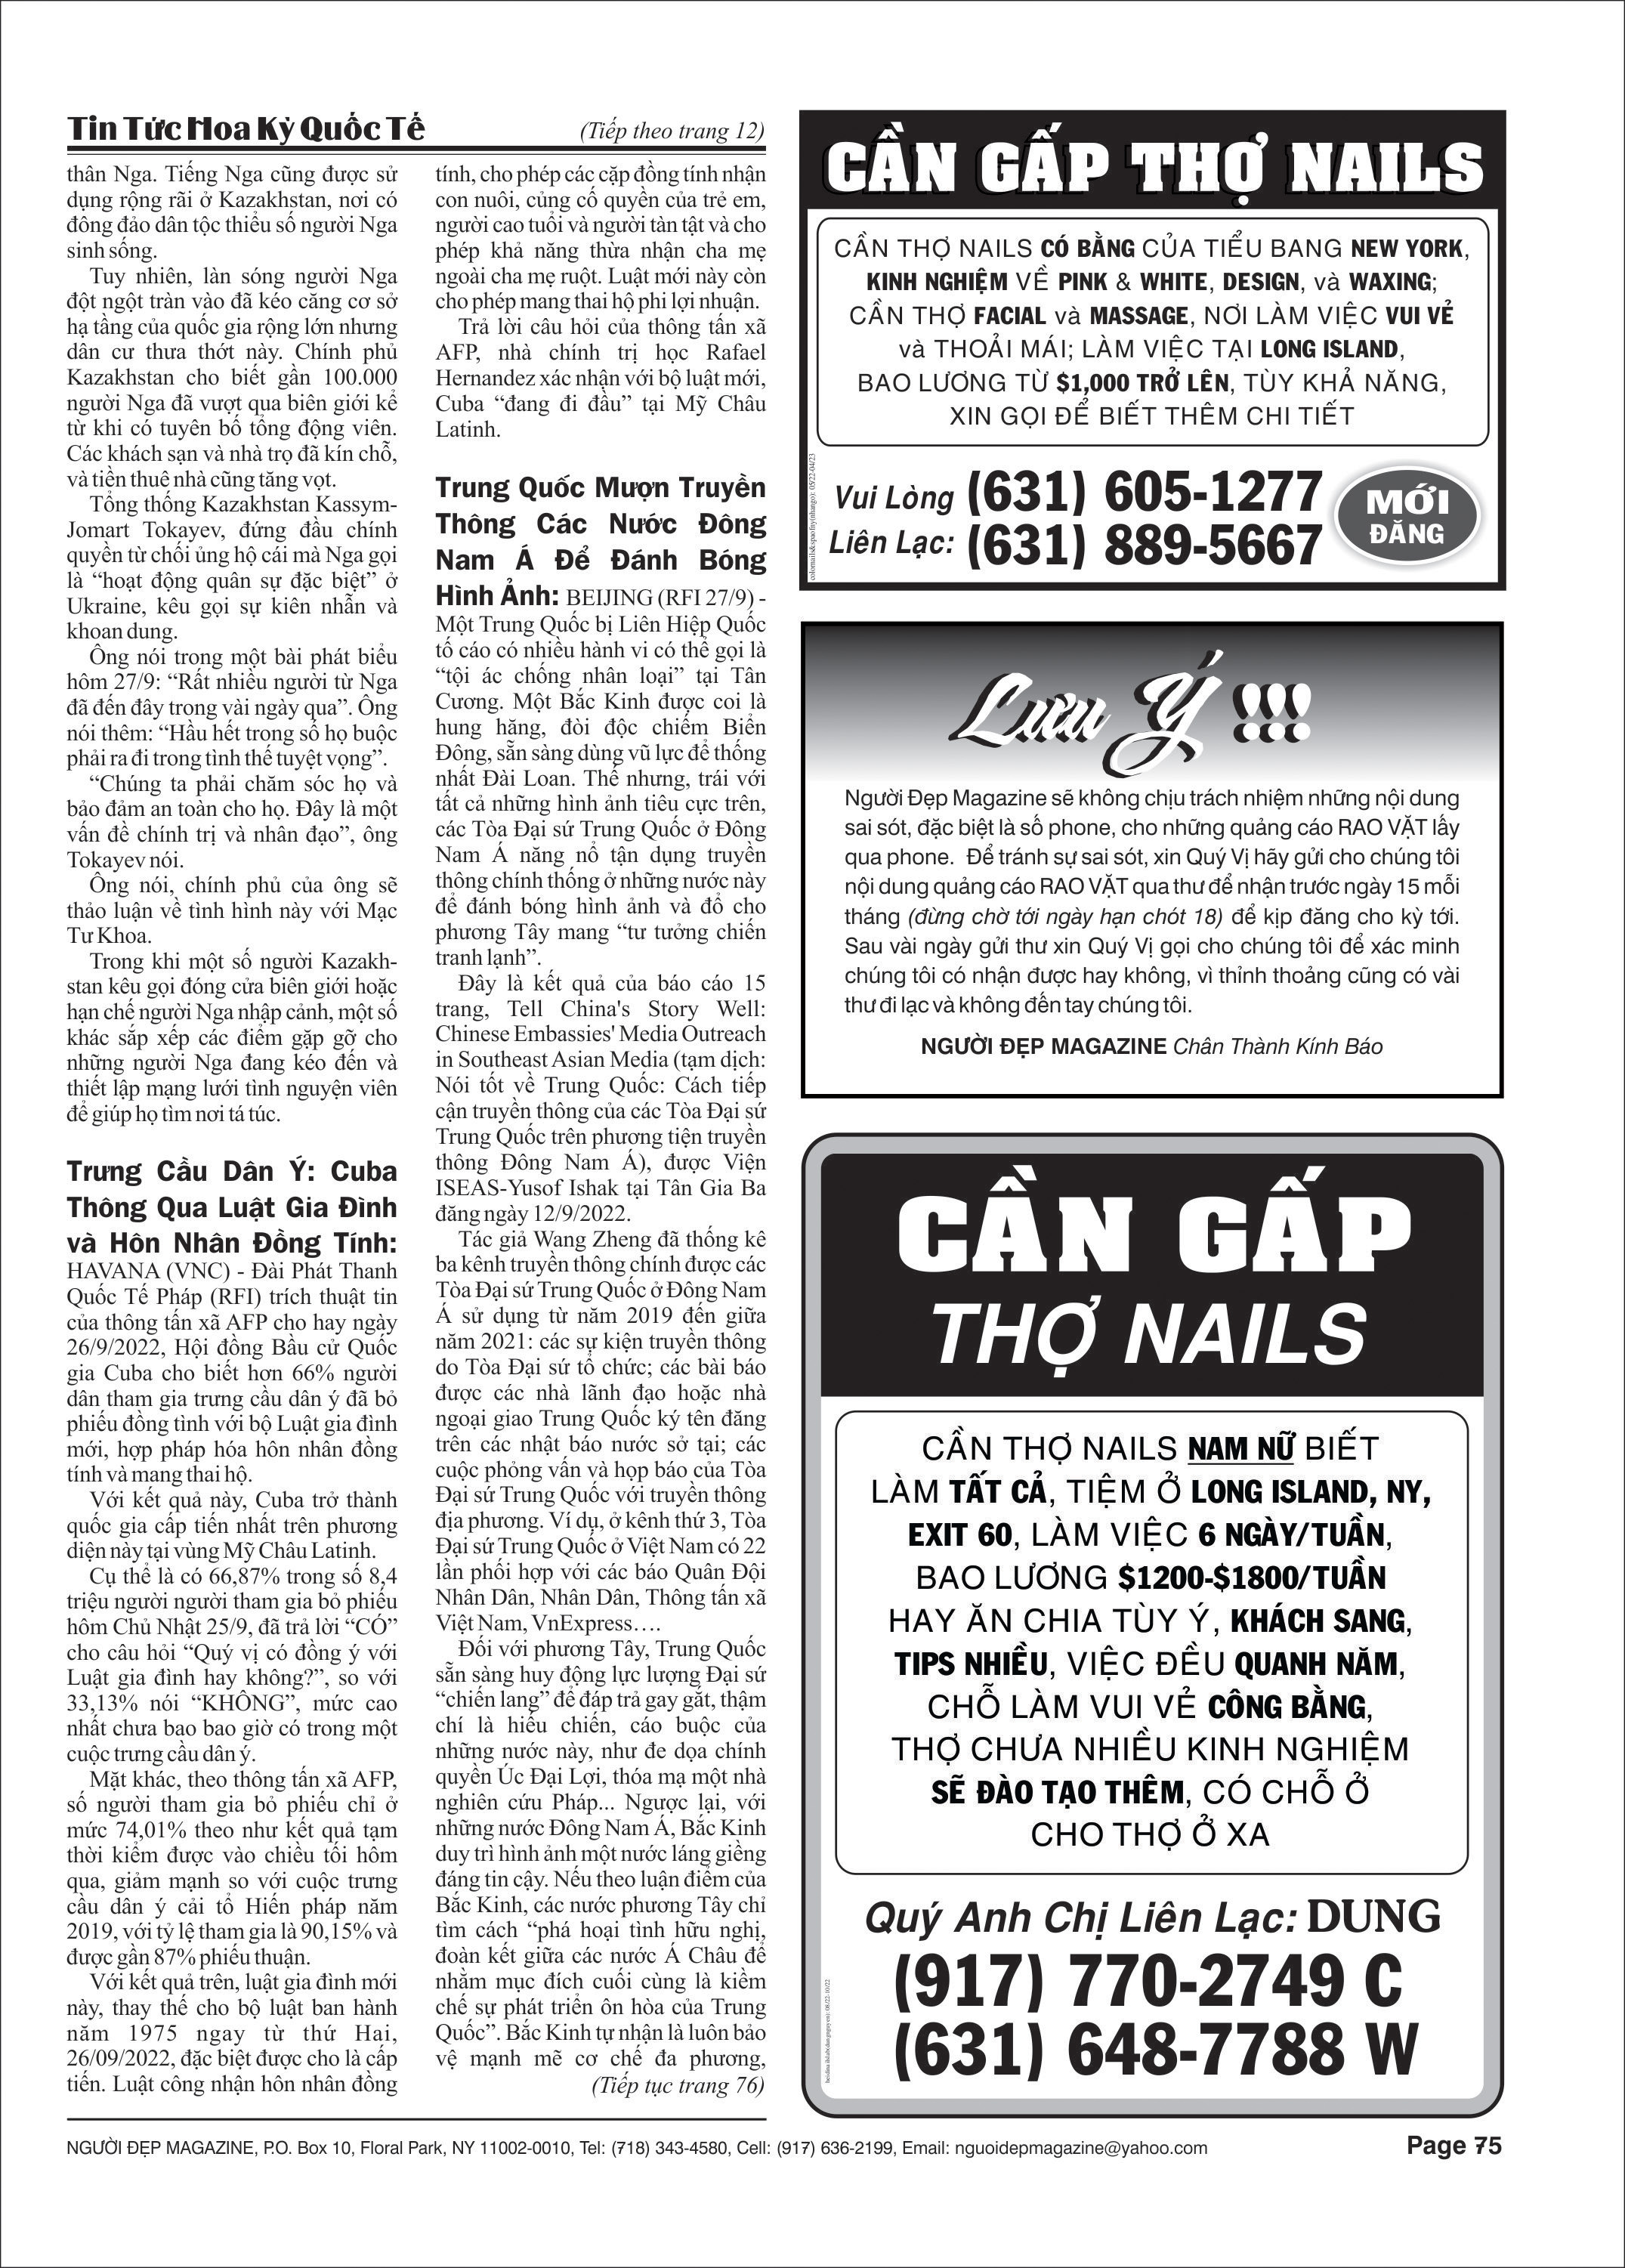 Tin Tức Hoa Kỳ Quốc Tế
(Tiếp theo trang 12)
thân Nga. Tiếng Nga cũng được sử
dụng rộng rãi ở Kazakhstan, nơi có
đông đảo dân tộc thiểu số người Nga
sinh sống.
Tuy nhiên, làn sóng người Nga
đột ngột tràn vào đã kéo căng cơ sở
hạ tầng của quốc gia rộng lớn nhưng
dân cư thưa thớt này. Chính phủ
Kazakhstan cho biết gần 100.000
người Nga đã vượt qua biên giới kể
từ khi có tuyên bố tổng động viên.
Các khách sạn và nhà trọ đã kín chỗ,
và tiền thuê nhà cũng tăng vọt.
Tổng thống Kazakhstan Kassym-
Jomart Tokayev, đứng đầu chính
quyền từ chối ủng hộ cái mà Nga gọi
là “hoạt động quân sự đặc biệt” ở
Ukraine, kêu gọi sự kiên nhẫn và
khoan dung.
Ông nói trong một bài phát biểu
hôm 27/9: “Rất nhiều người từ Nga
đã đến đây trong vài ngày qua”. Ông
nói thêm: “Hầu hết trong số họ buộc
phải ra đi trong tình thế tuyệt vọng”.
“Chúng ta phải chăm sóc họ và
bảo đảm an toàn cho họ. Đây là một
vấn đề chính trị và nhân đạo”, ông
Tokayev nói.
Ông nói, chính phủ của ông sẽ
thảo luận về tình hình này với Mạc
Tư Khoa.
Trong khi một số người Kazakh-
stan kêu gọi đóng cửa biên giới hoặc
hạn chế người Nga nhập cảnh, một số
khác sắp xếp các điểm gặp gỡ cho
những người Nga đang kéo đến và
thiết lập mạng lưới tình nguyện viên
để giúp họ tìm nơi tá túc.
Trưng Cầu Dân Ý: Cuba
Thông Qua Luật Gia Đình
và Hôn Nhân Đồng Tính:
HAVANA (VNC) - Đài Phát Thanh
Quốc Tế Pháp (RFI) trích thuật tin
của thông tấn xã AFP cho hay ngày
26/9/2022, Hội đồng Bầu cử Quốc
gia Cuba cho biết hơn 66% người
dân tham gia trưng cầu dân ý đã bỏ
phiếu đồng tình với bộ Luật gia đình
mới, hợp pháp hóa hôn nhân đồng
tính và mang thai hộ.
Với kết quả này, Cuba trở thành
quốc gia cấp tiến nhất trên phương
diện này tại vùng Mỹ Châu Latinh.
Cụ thể là có 66,87% trong số 8,4
triệu người người tham gia bỏ phiếu
hôm Chủ Nhật 25/9, đã trả lời “CÓ”
cho câu hỏi “Quý vị có đồng ý với
Luật gia đình hay không?”, so với
33,13% nói “KHÔNG”, mức cao
nhất chưa bao bao giờ có trong một
cuộc trưng cầu dân ý.
Mặt khác, theo thông tấn xã AFP,
số người tham gia bỏ phiếu chỉ ở
mức 74,01% theo như kết quả tạm
thời kiểm được vào chiều tối hôm
qua, giảm mạnh so với cuộc trưng
cầu dân ý cải tổ Hiến pháp năm
2019, với tỷ lệ tham gia là 90,15% và
được gần 87% phiếu thuận.
Với kết quả trên, luật gia đình mới
này, thay thế cho bộ luật ban hành
năm 1975 ngay từ thứ Hai,
26/09/2022, đặc biệt được cho là cấp
tiến. Luật công nhận hôn nhân đồng
tính, cho phép các cặp đồng tính nhận
con nuôi, củng cố quyền của trẻ em,
người cao tuổi và người tàn tật và cho
phép khả năng thừa nhận cha mẹ
ngoài cha mẹ ruột. Luật mới này còn
cho phép mang thai hộ phi lợi nhuận.
Trả lời câu hỏi của thông tấn xã
AFP, nhà chính trị học Rafael
Hernandez xác nhận với bộ luật mới,
Cuba “đang đi đầu” tại Mỹ Châu
Latinh.
Trung Quốc Mượn Truyền
Thông Các Nước Đông
Nam Á Để Đánh Bóng
Hình Ảnh: BEIJING (RFI 27/9) -
Một Trung Quốc bị Liên Hiệp Quốc
tố cáo có nhiều hành vi có thể gọi là
“tội ác chống nhân loại” tại Tân
Cương. Một Bắc Kinh được coi là
hung hăng, đòi độc chiếm Biển
Đông, sẵn sàng dùng vũ lực để thống
nhất Đài Loan. Thế nhưng, trái với
tất cả những hình ảnh tiêu cực trên,
các Tòa Đại sứ Trung Quốc ở Đông
Nam Á năng nổ tận dụng truyền
thông chính thống ở những nước này
để đánh bóng hình ảnh và đổ cho
phương Tây mang “tư tưởng chiến
tranh lạnh”.
Đây là kết quả của báo cáo 15
trang, Tell China's Story Well:
Chinese Embassies' Media Outreach
in Southeast Asian Media (tạm dịch:
Nói tốt về Trung Quốc: Cách tiếp
cận truyền thông của các Tòa Đại sứ
Trung Quốc trên phương tiện truyền
thông Đông Nam Á), được Viện
ISEAS-Yusof Ishak tại Tân Gia Ba
đăng ngày 12/9/2022.
Tác giả Wang Zheng đã thống kê
ba kênh truyền thông chính được các
Tòa Đại sứ Trung Quốc ở Đông Nam
Á sử dụng từ năm 2019 đến giữa
năm 2021: các sự kiện truyền thông
do Tòa Đại sứ tổ chức; các bài báo
được các nhà lãnh đạo hoặc nhà
ngoại giao Trung Quốc ký tên đăng
trên các nhật báo nước sở tại; các
cuộc phỏng vấn và họp báo của Tòa
Đại sứ Trung Quốc với truyền thông
địa phương. Ví dụ, ở kênh thứ 3, Tòa
Đại sứ Trung Quốc ở Việt Nam có 22
lần phối hợp với các báo Quân Đội
Nhân Dân, Nhân Dân, Thông tấn xã
Việt Nam, VnExpress….
Đối với phương Tây, Trung Quốc
sẵn sàng huy động lực lượng Đại sứ
“chiến lang” để đáp trả gay gắt, thậm
chí là hiếu chiến, cáo buộc của
những nước này, như đe dọa chính
quyền Úc Đại Lợi, thóa mạ một nhà
nghiên cứu Pháp... Ngược lại, với
những nước Đông Nam Á, Bắc Kinh
duy trì hình ảnh một nước láng giềng
đáng tin cậy. Nếu theo luận điểm của
Bắc Kinh, các nước phương Tây chỉ
tìm cách “phá hoại tình hữu nghị,
đoàn kết giữa các nước Á Châu để
nhằm mục đích cuối cùng là kiềm
chế sự phát triển ôn hòa của Trung
Quốc”. Bắc Kinh tự nhận là luôn bảo
vệ mạnh mẽ cơ chế đa phương,
(Tiếp tục trang 76)
CẦN GẤP THỢ NAILS
CẦN THỢ NAILS CÓ BẰNG CỦA TIỂU BANG NEW YORK,
KINH NGHIỆM VỀ PINK & WHITE, DESIGN, và WAXING;
CẦN THỢ FACIAL và MASSAGE, NƠI LÀM VIỆC VUI VẺ
và THOẢI MÁI; LÀM VIỆC TẠI LONG ISLAND,
BAO LƯƠNG TỪ $1,000 TRỞ LÊN, TÙY KHẢ NĂNG,
XIN GỌI ĐỂ BIẾT THÊM CHI TIẾT
Vui Lòng (631) 605-1277
Liên Lạc: (631) 889-5667
MỚI
ĐĂNG
Lưu Ý !!!
Người Đẹp Magazine sẽ không chịu trách nhiệm những nội dung
sai sót, đặc biệt là số phone, cho những quảng cáo RAO VẶT lấy
qua phone. Để tránh sự sai sót, xin Quý Vị hãy gửi cho chúng tôi
nội dung quảng cáo RAO VẶT qua thư để nhận trước ngày 15 mỗi
tháng (đừng chờ tới ngày hạn chót 18) để kịp đăng cho kỳ tới.
Sau vài ngày gửi thư xin Quý Vị gọi cho chúng tôi để xác minh
chúng tôi có nhận được hay không, vì thỉnh thoảng cũng có vài
thư đi lạc và không đến tay chúng tôi.
NGƯỜI ĐẸP MAGAZINE Chân Thành Kính Báo
CẦN GẤP
THỢ NAILS
CẦN THỢ NAILS NAM NỮ BIẾT
LÀM TẤT CẢ, TIỆM Ở LONG ISLAND, NY,
EXIT 60, LÀM VIỆC 6 NGÀY/TUẦN,
BAO LƯƠNG $1200-$1800/TUẦN
HAY ĂN CHIA TÙY Ý, KHÁCH SANG,
TIPS NHIỀU, VIỆC ĐỀU QUANH NĂM,
CHỖ LÀM VUI VẺ CÔNG BẰNG,
THỢ CHƯA NHIỀU KINH NGHIỆM
SẼ ĐÀO TẠO THÊM, CÓ CHỖ Ở
CHO THỢ Ở XA
Quý Anh Chị Liên Lạc: DUNG
(917) 770-2749 C
(631) 648-7788 W
NGƯỜI ĐẸP MAGAZINE, P.O. Box 10, Floral Park, NY 11002-0010, Tel: (718) 343-4580, Cell: (917) 636-2199, Email: nguoidepmagazine@yahoo.com
Page 75